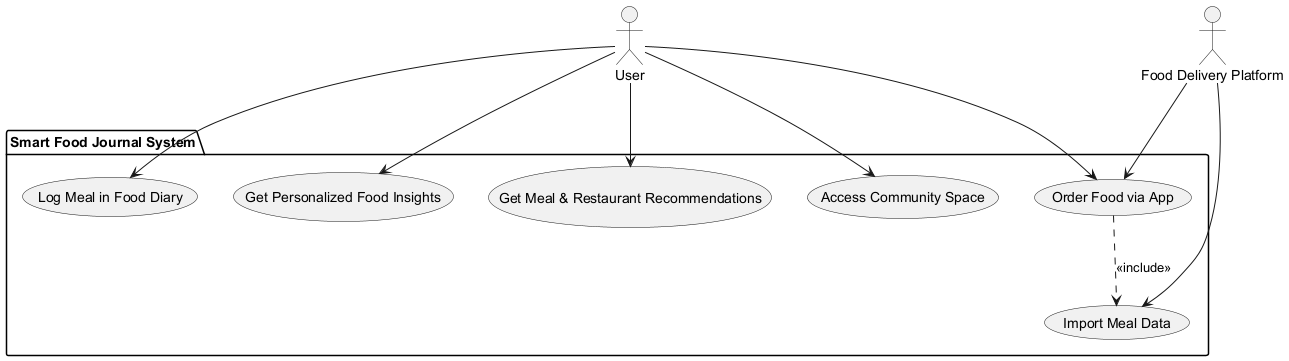 User
Food Delivery Platform
Smart Food Journal System
Log Meal in Food Diary
Get Personalized Food Insights
Get Meal & Restaurant Recommendations
Access Community Space
Order Food via App
«include»
Import Meal Data